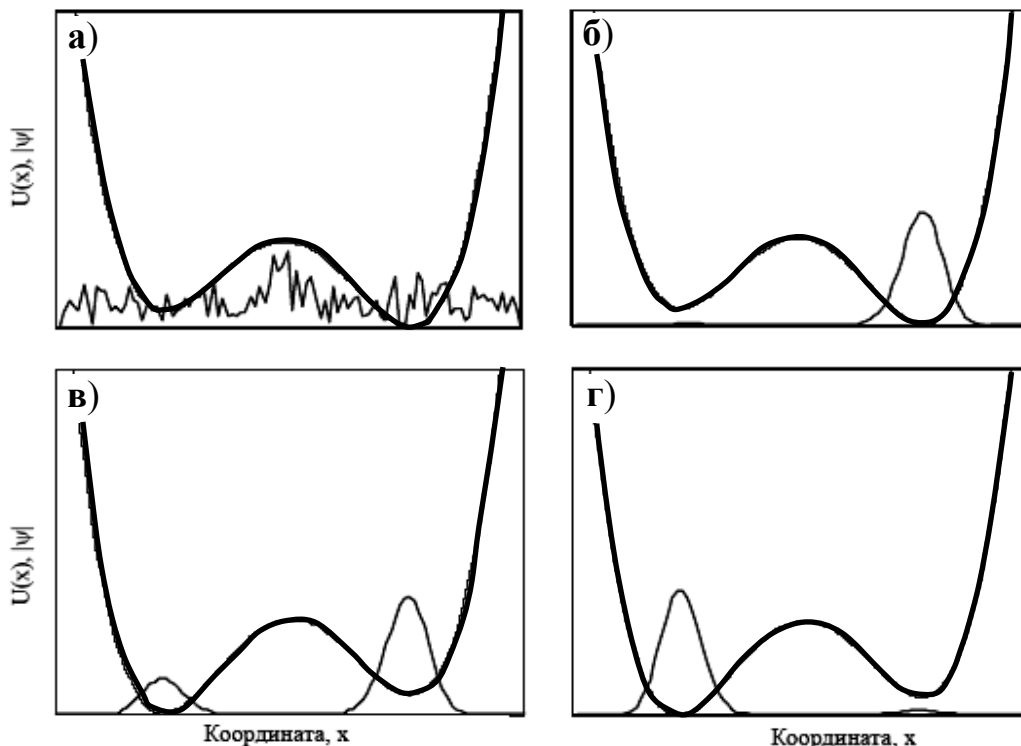 а)
б)
U(x), |ψ|
в)
г)
U(x), |ψ|
Координата, x
Координата, x